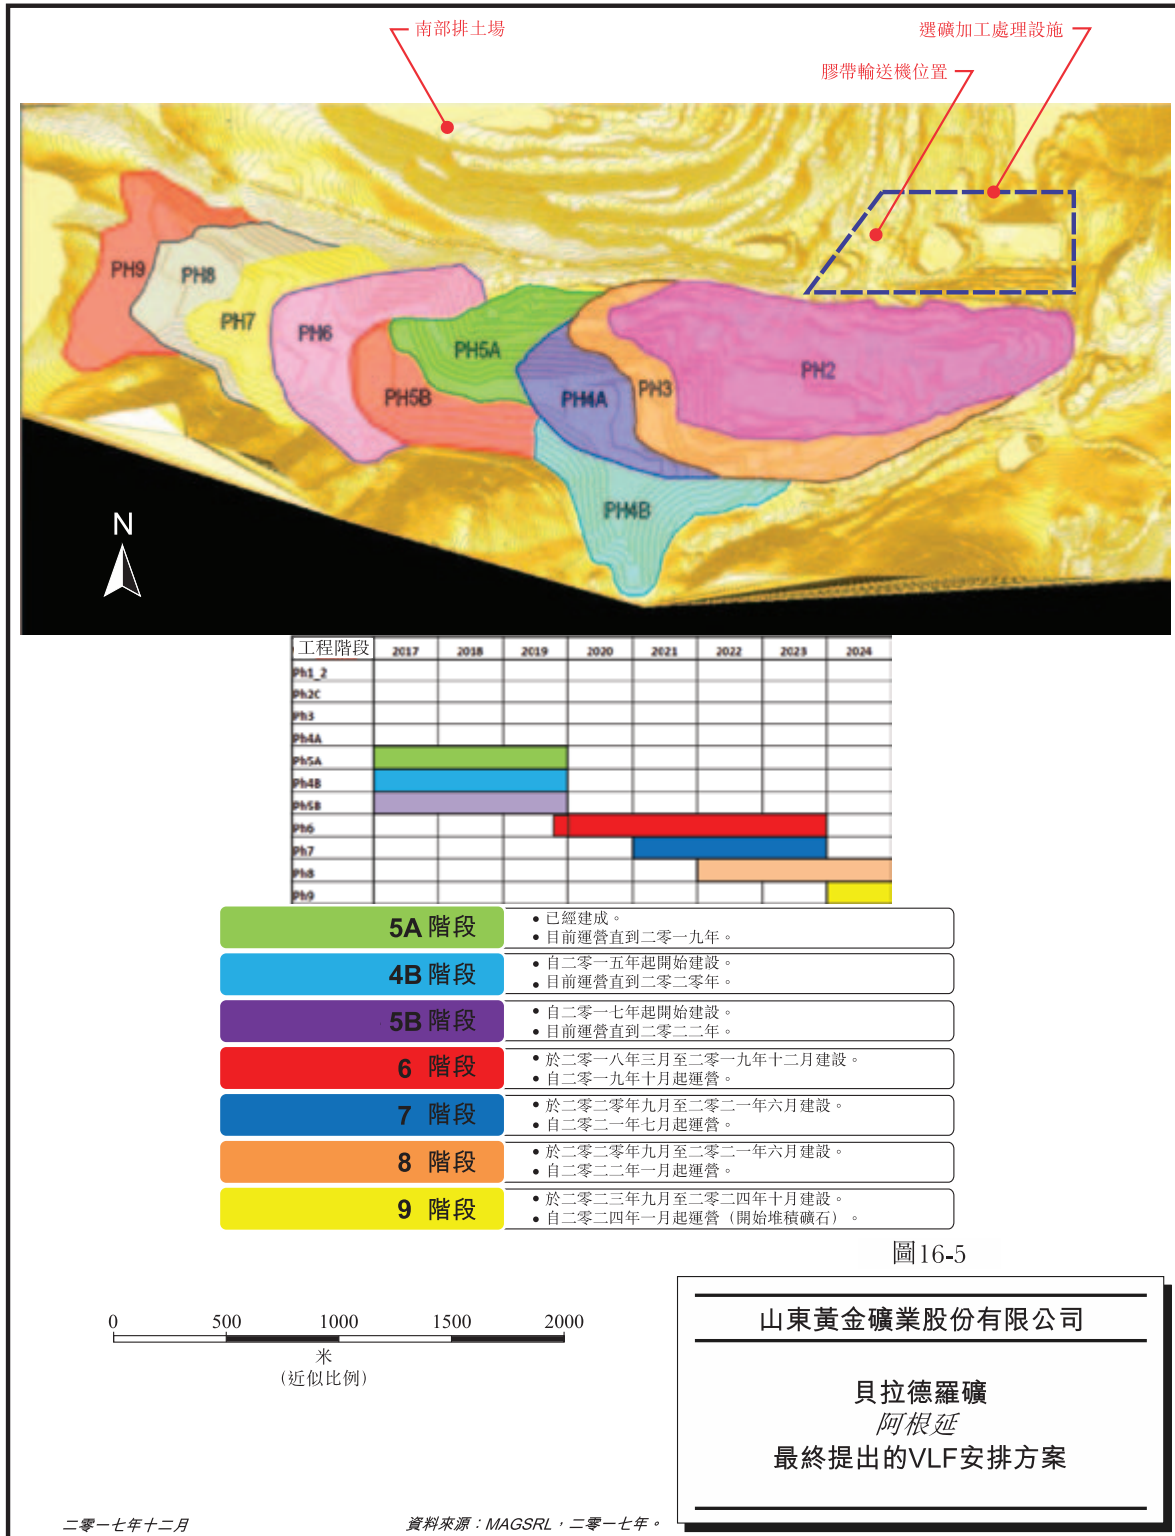 南部排土場
選礦加工處理設施
膠帶輸送機位置
PH9
PH8
PH7
PH6
PH5A
PH5B
PH4A
PH3
PH2
PH4B
N
工程階段 2017 2018 2019 2020 2021 2022 2023 2024
Ph1_2
Ph2C
Ph3
Ph4A
Ph5A
Ph4B
Ph5B
Ph6
Ph7
Ph8
Ph9
5A 階段
• 已經建成。
• 目前運營直到二零一九年。
4B 階段
• 自二零一五年起開始建設。
• 目前運營直到二零二零年。
5B 階段
• 自二零一七年起開始建設。
• 目前運營直到二零二二年。
6 階段
• 於二零一八年三月至二零一九年十二月建設。
• 自二零一九年十月起運營。
7 階段
• 於二零二零年九月至二零二一年六月建設。
• 自二零二一年七月起運營。
8 階段
• 於二零二零年九月至二零二一年六月建設。
• 自二零二二年一月起運營。
9 階段
• 於二零二三年九月至二零二四年十月建設。
• 自二零二四年一月起運營（開始堆積礦石）。
圖16-5
0 500 1000 1500 2000
米
(近似比例)
山東黃金礦業股份有限公司
貝拉德羅礦
阿根延
最終提出的VLF安排方案
二零一七年十二月
資料來源：MAGSRL，二零一七年。